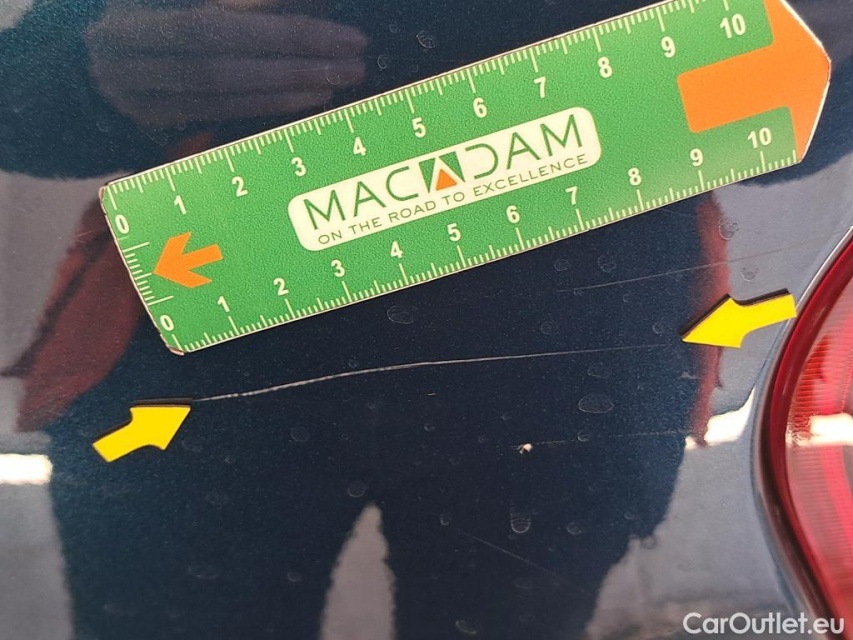 0 1 2 3 4 5 6 7 8 9 10
MACADAM
ON THE ROAD TO EXCELLENCE
0 1 2 3 4 5 6 7 8 9 10
CarOutlet.eu